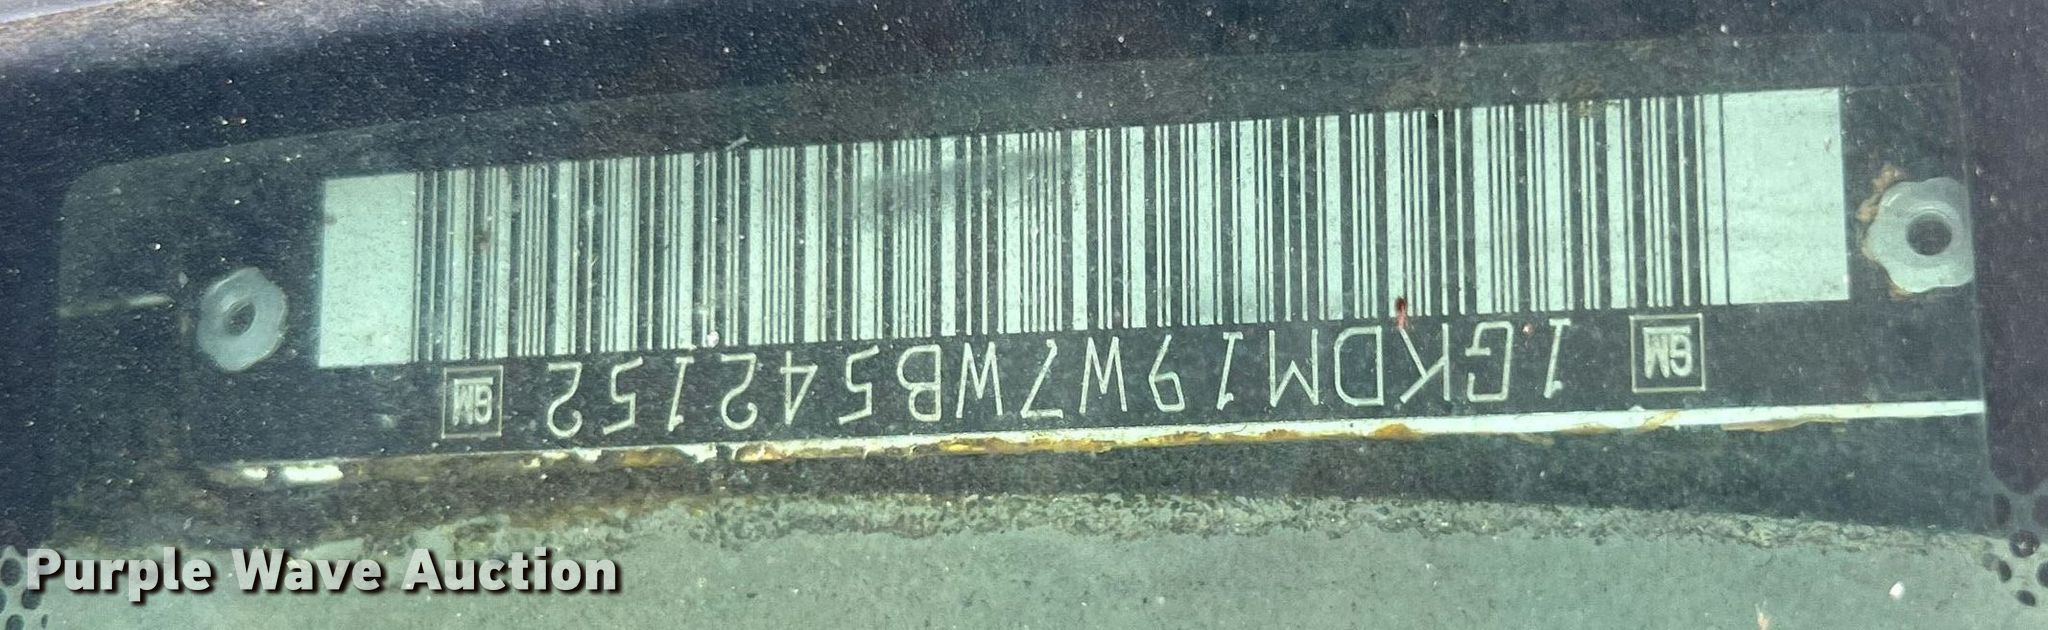 GM 1GKDM19W7WB542152 GM
Purple Wave Auction